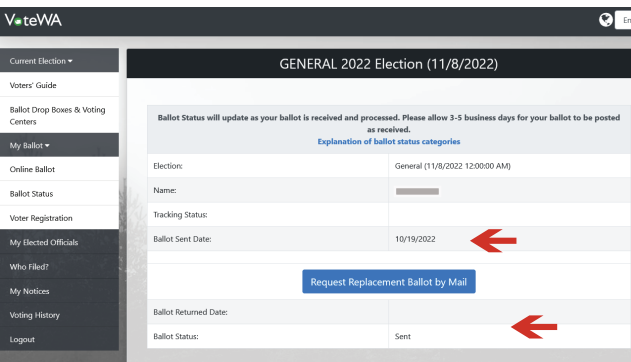 VoteWA
En
Current Election
Voters' Guide
Ballot Drop Boxes & Voting
Centers
My Ballot
Online Ballot
Ballot Status
Voter Registration
My Elected Officials
Who Filed?
My Notices
Voting History
Logout
GENERAL 2022 Election (11/8/2022)
Ballot Status will update as your ballot is received and processed. Please allow 3-5 business days for your ballot to be posted
as received.
Explanation of ballot status categories
Election: General (11/8/2022 12:00:00 AM)
Name:
Tracking Status:
Ballot Sent Date: 10/19/2022
Request Replacement Ballot by Mail
Ballot Returned Date:
Ballot Status: Sent